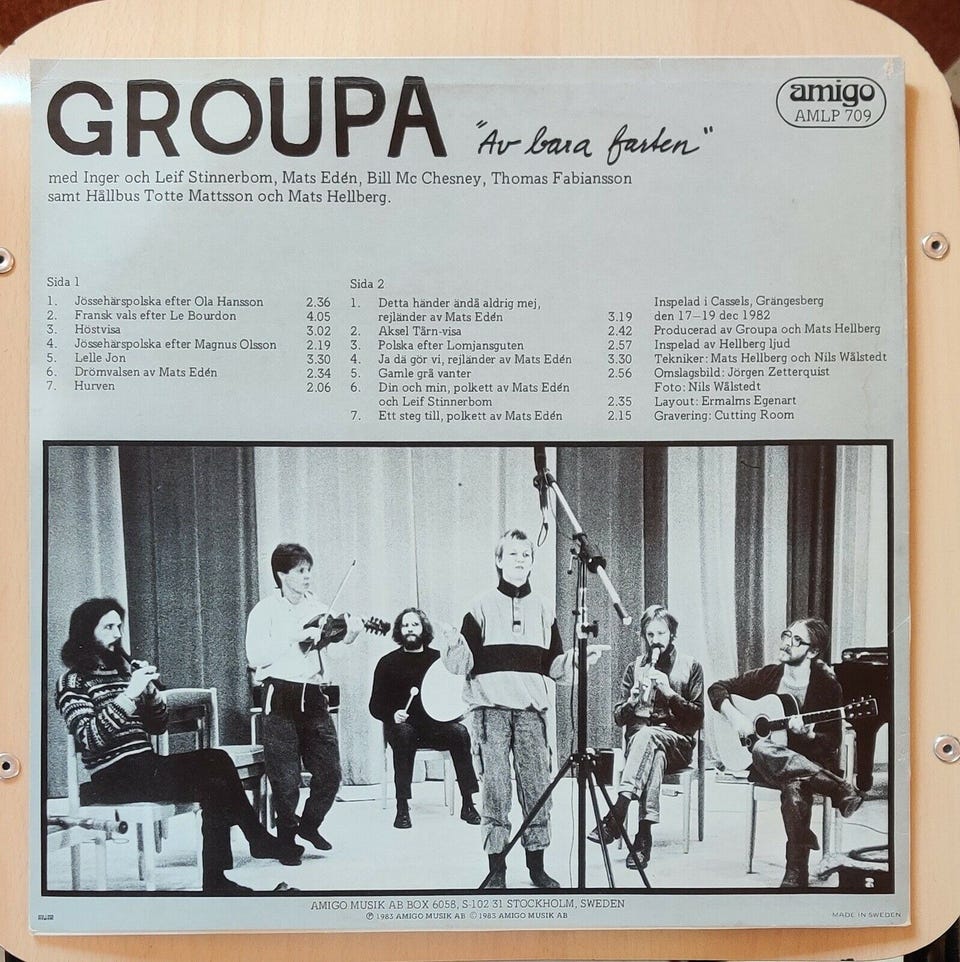 GROUPA
"Av bara farten"
amigo
AMLP 709
med Inger och Leif Stinnerbom, Mats Edén, Bill Mc Chesney, Thomas Fabiansson
samt Hållbus Totte Mattsson och Mats Hellberg.
Sida 1
1. Jössehärspolska efter Ola Hansson 2.36
2. Fransk vals efter Le Bourdon 4.05
3. Höstvisa 3.02
4. Jössehärspolska efter Magnus Olsson 2.19
5. Lelle Jon 3.30
6. Drömvalsen av Mats Edén 2.34
7. Hurven 2.06
Sida 2
1. Detta händer ändå aldrig mej,
rejländer av Mats Edén 3.19
2. Aksel Tårn-visa 2.42
3. Polska efter Lomjansguten 2.57
4. Ja då gör vi, rejländer av Mats Edén 3.30
5. Gamle grå vanter 2.56
6. Din och min, polkett av Mats Edén
och Leif Stinnerbom 2.35
7. Ett steg till, polkett av Mats Edén 2.15
Inspelad i Cassels, Grängesberg
den 17–19 dec 1982
Producerad av Groupa och Mats Hellberg
Inspelad av Hellberg ljud
Tekniker: Mats Hellberg och Nils Wålstedt
Omslagsbild: Jörgen Zetterquist
Foto: Nils Wålstedt
Layout: Ermalms Egenart
Gravering: Cutting Room
AMIGO MUSIK AB BOX 6058, S-102 31 STOCKHOLM, SWEDEN
℗ 1983 AMIGO MUSIK AB © 1983 AMIGO MUSIK AB
MADE IN SWEDEN